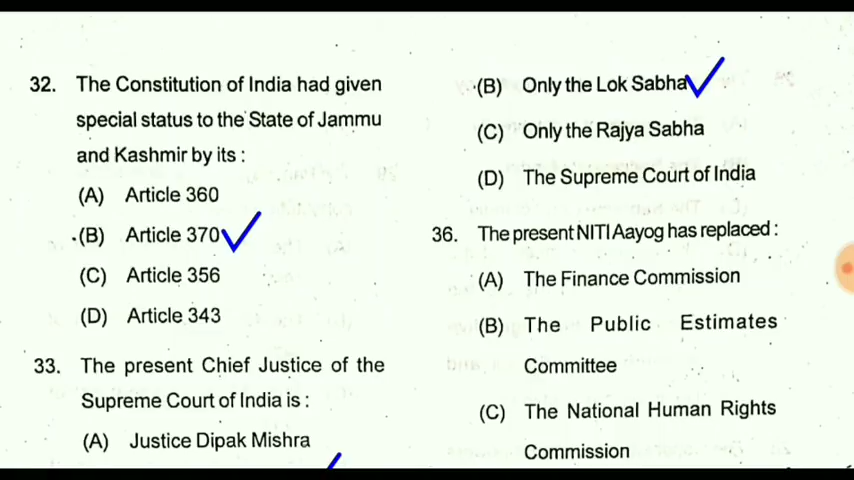 32. The Constitution of India had given
special status to the State of Jammu
and Kashmir by its :
(A) Article 360
(B) Article 370
(C) Article 356
(D) Article 343
33. The present Chief Justice of the
Supreme Court of India is :
(A) Justice Dipak Mishra
(B) Only the Lok Sabha
(C) Only the Rajya Sabha
(D) The Supreme Court of India
36. The present NITI Aayog has replaced :
(A) The Finance Commission
(B) The Public Estimates
Committee
(C) The National Human Rights
Commission